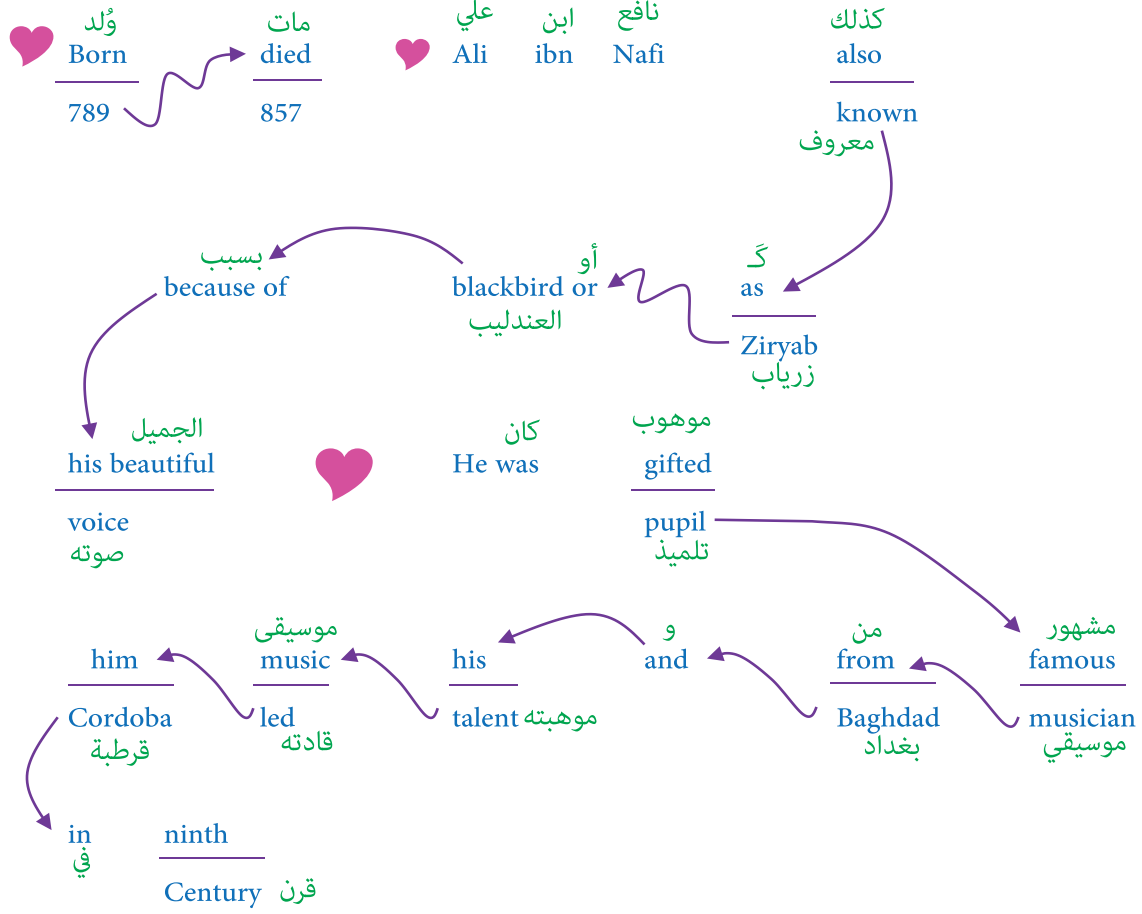 وُلد مات علي ابن نافع كذلك
Born died Ali ibn Nafi also
789 857 known
معروف
بسبب أو كَـ
because of blackbird or as
العندليب
Ziryab
زرياب
الجميل كان موهوب
his beautiful He was gifted
voice pupil
صوته تلميذ
موسيقى و من مشهور
him music his and from famous
Cordoba led talent موهبته Baghdad musician
قرطبة قادته بغداد موسيقي
in ninth
في
Century قرن